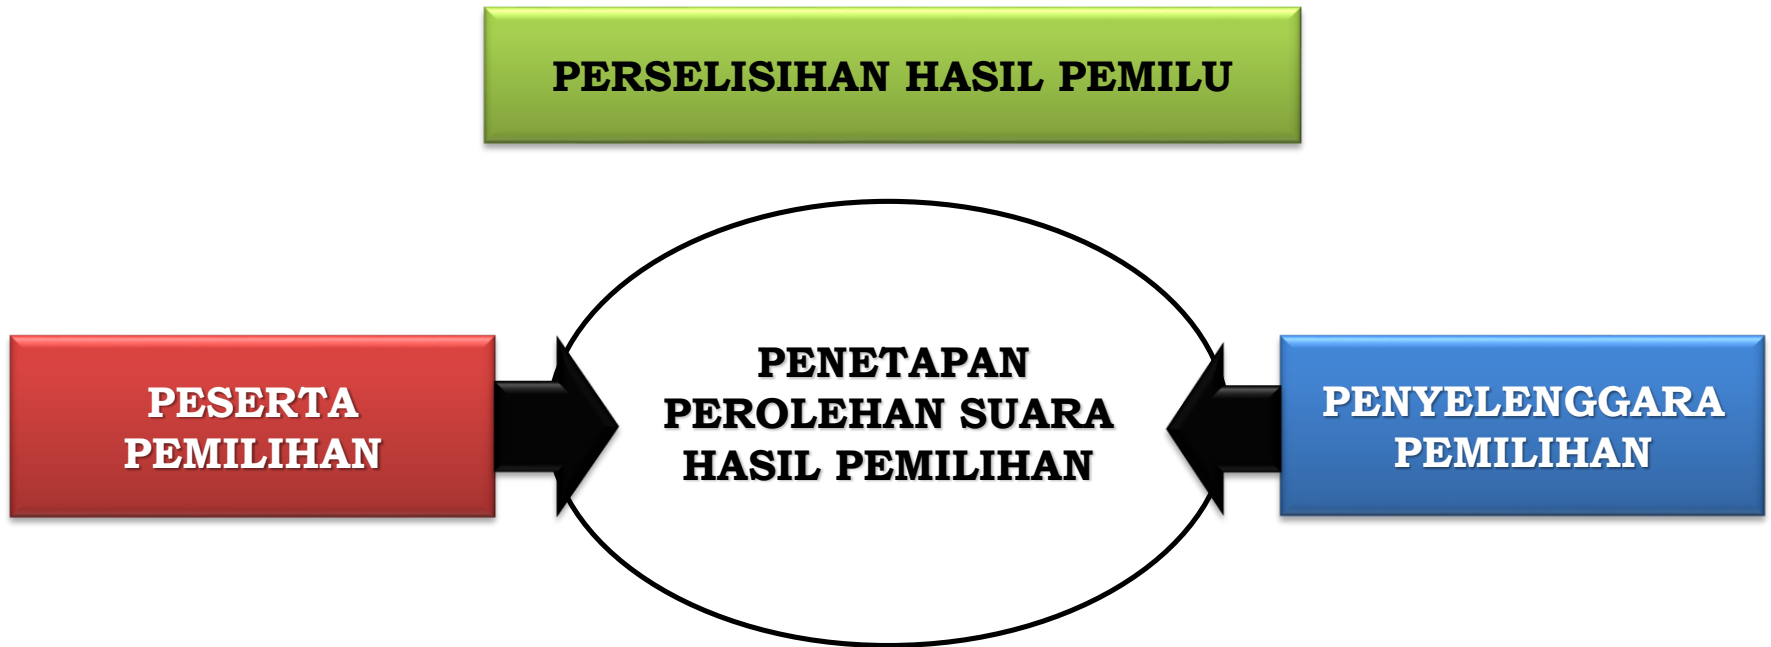 PERSELISIHAN HASIL PEMILU
PESERTA
PEMILIHAN
PENETAPAN
PEROLEHAN SUARA
HASIL PEMILIHAN
PENYELENGGARA
PEMILIHAN